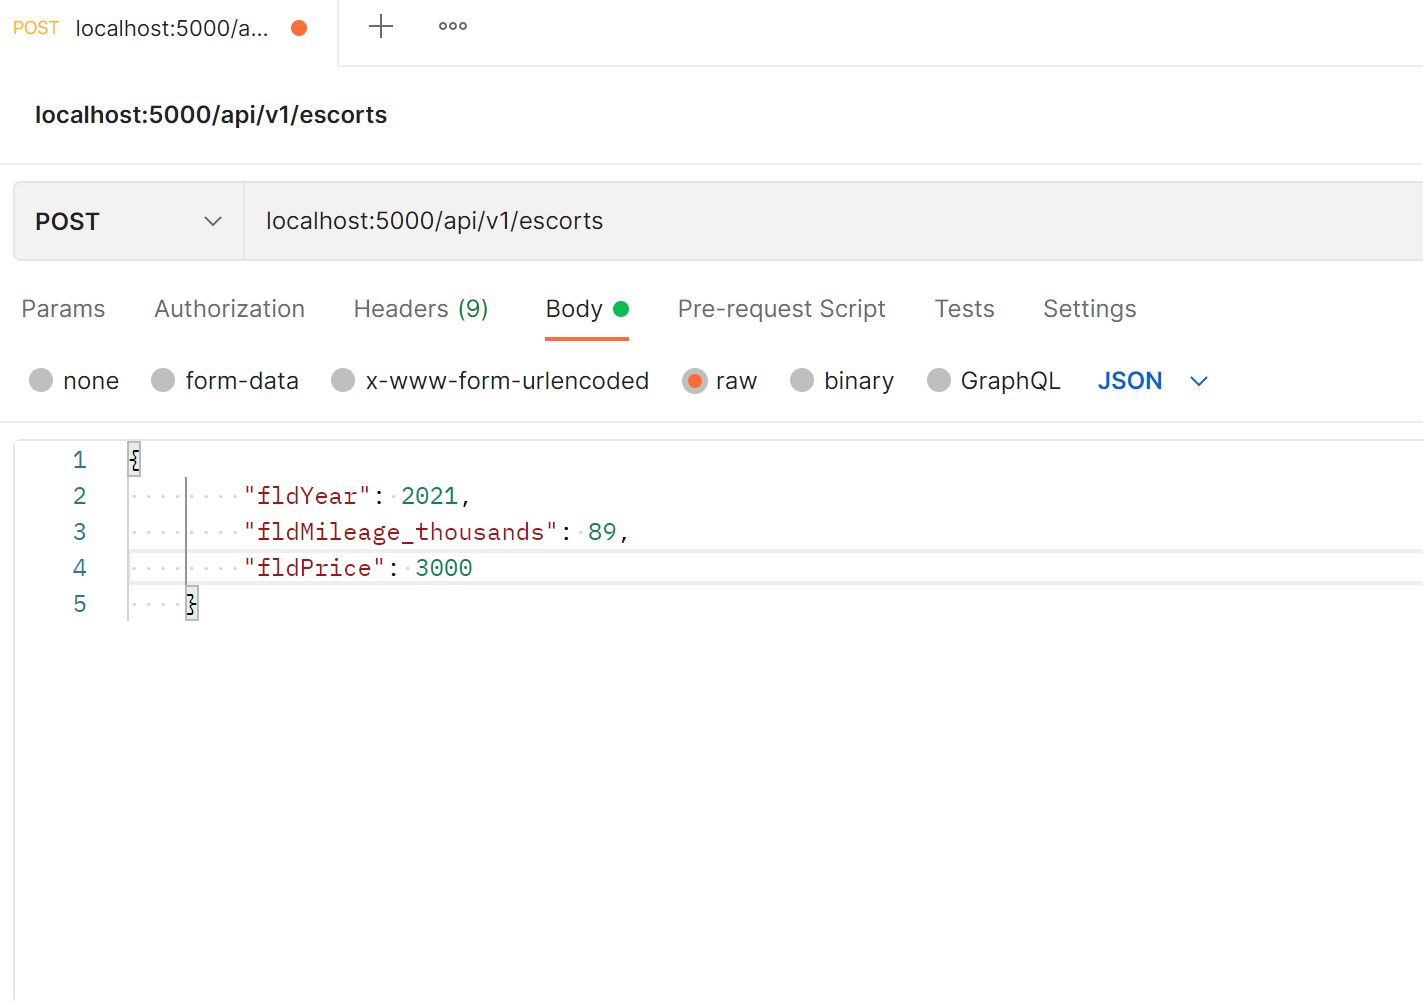 POST localhost:5000/a...
localhost:5000/api/v1/escorts
POST localhost:5000/api/v1/escorts
Params Authorization Headers (9) Body Pre-request Script Tests Settings
none form-data x-www-form-urlencoded raw binary GraphQL JSON
1 {
2 "fldYear": 2021,
3 "fldMileage_thousands": 89,
4 "fldPrice": 3000
5 }